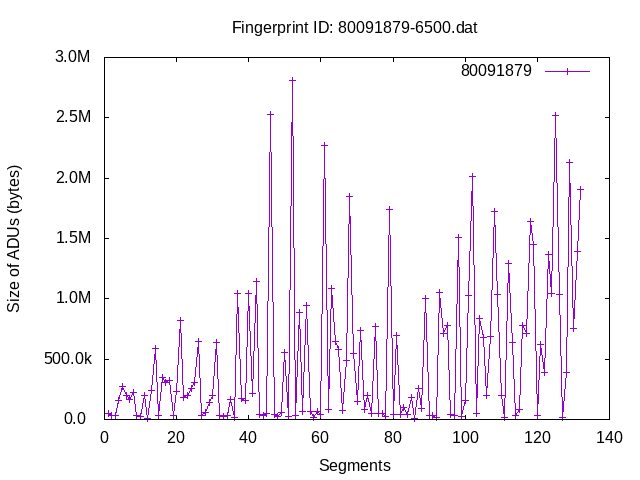 Fingerprint ID: 80091879-6500.dat
80091879
3.0M
2.5M
2.0M
1.5M
1.0M
500.0k
0.0
Size of ADUs (bytes)
0 20 40 60 80 100 120 140
Segments